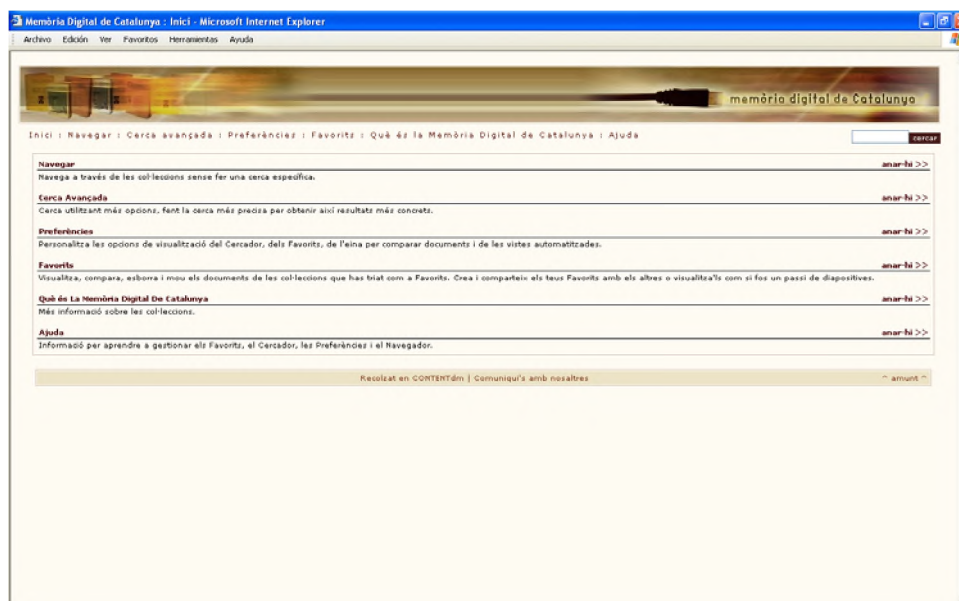 Memòria Digital de Catalunya : Inici - Microsoft Internet Explorer
Archivo Edición Ver Favoritos Herramientas Ayuda
memòria digital de Catalunya
Inici : Navegar : Cerca avançada : Preferències : Favorits : Què és la Memòria Digital de Catalunya : Ajuda cercar
Navegar anar-hi >>
Navega a través de les col·leccions sense fer una cerca específica.
Cerca Avançada anar-hi >>
Cerca utilitzant més opcions, fent la cerca més precisa per obtenir així resultats més concrets.
Preferències anar-hi >>
Personalitza les opcions de visualització del Cercador, dels Favorits, de l'eina per comparar documents i de les vistes automatitzades.
Favorits anar-hi >>
Visualitza, compara, esborra i mou els documents de les col·leccions que has triat com a Favorits. Crea i comparteix els teus Favorits amb els altres o visualitza'ls com si fos un passi de diapositives.
Què és La Memòria Digital De Catalunya anar-hi >>
Més informació sobre les col·leccions.
Ajuda anar-hi >>
Informació per aprendre a gestionar els Favorits, el Cercador, les Preferències i el Navegador.
Recolzat en CONTENTdm | Comuniqui's amb nosaltres ^ amunt ^